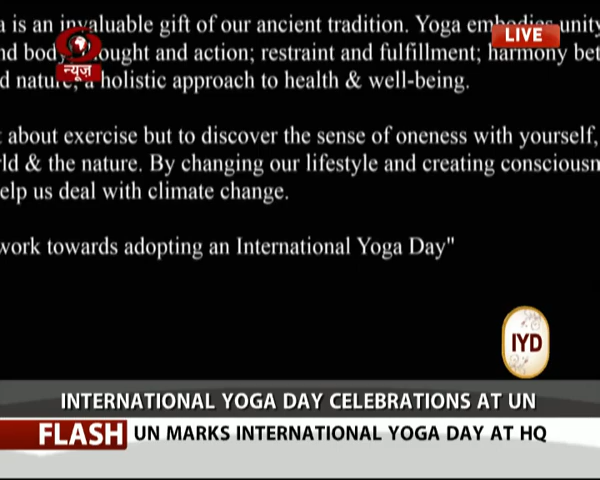 a is an invaluable gift of our ancient tradition. Yoga embodies unity
LIVE
nd body ought and action; restraint and fulfillment; harmony bet
न्यूज़
d nature; a holistic approach to health & well-being.
t about exercise but to discover the sense of oneness with yourself,
rld & the nature. By changing our lifestyle and creating consciousn
elp us deal with climate change.
work towards adopting an International Yoga Day"
IYD
INTERNATIONAL YOGA DAY CELEBRATIONS AT UN
FLASH UN MARKS INTERNATIONAL YOGA DAY AT HQ